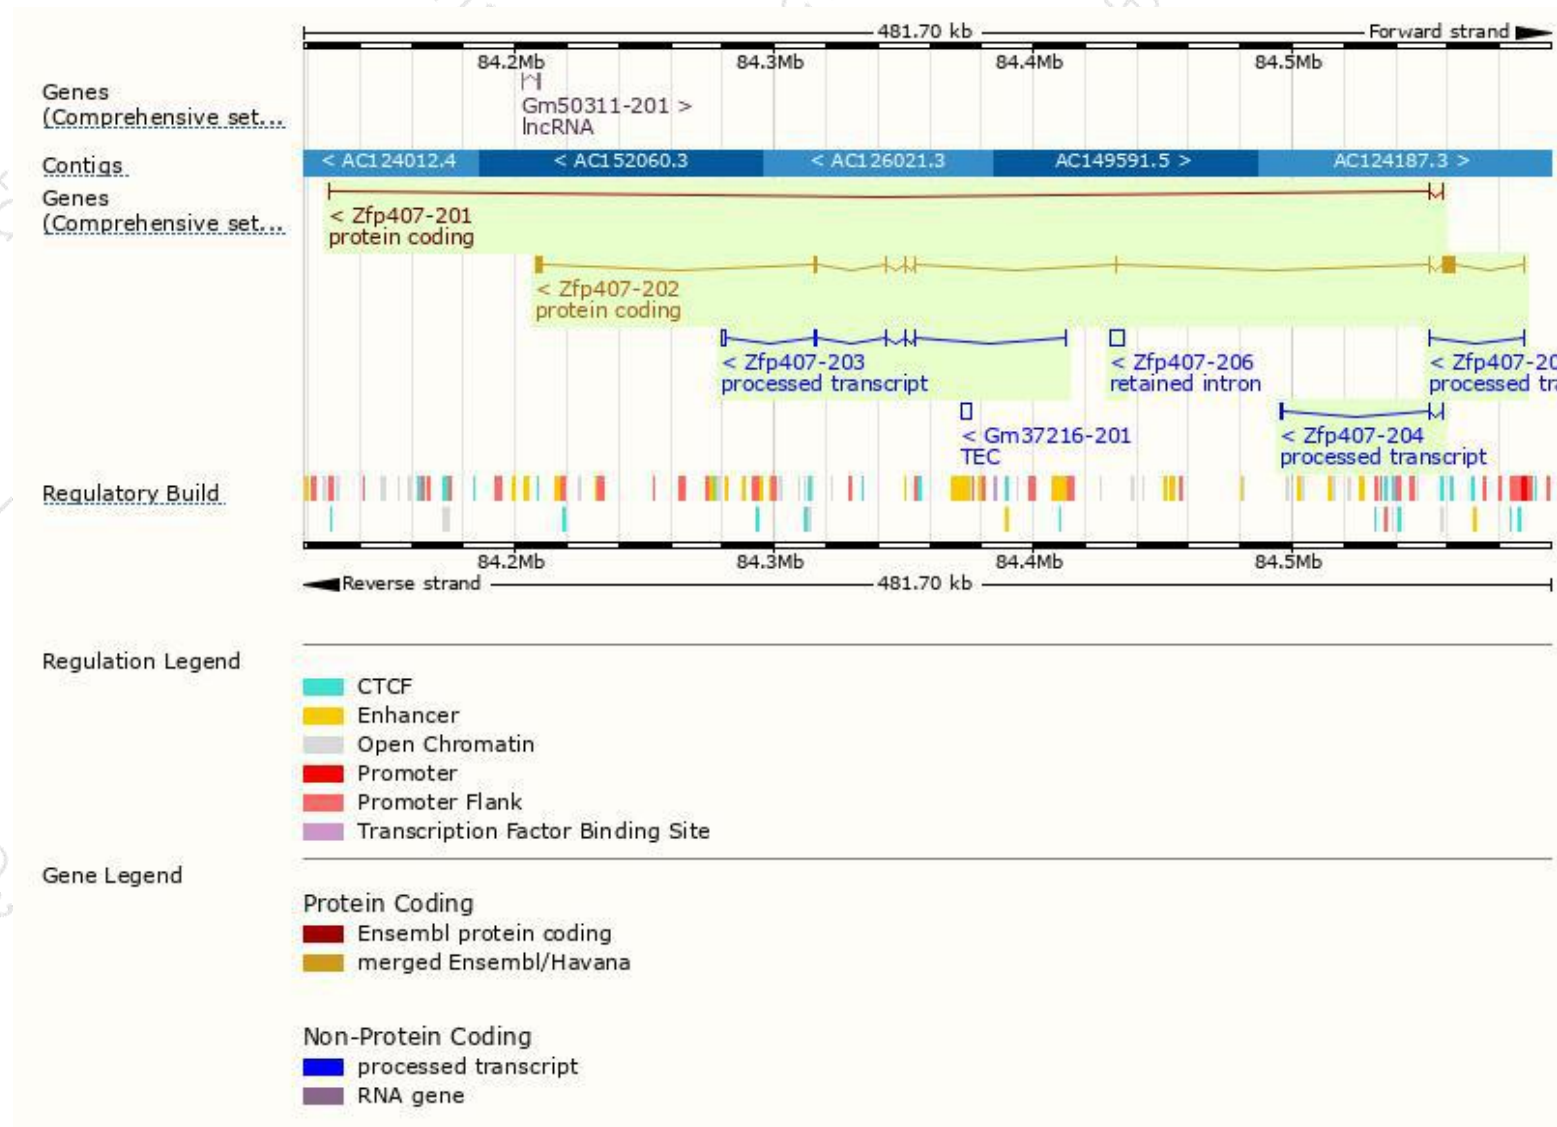 481.70 kb Forward strand
84.2Mb 84.3Mb 84.4Mb 84.5Mb
Genes
(Comprehensive set...
Gm50311-201 >
lncRNA
Contigs
< AC124012.4 < AC152060.3 < AC126021.3 AC149591.5 > AC124187.3 >
Genes
(Comprehensive set...
< Zfp407-201
protein coding
< Zfp407-202
protein coding
< Zfp407-203 < Zfp407-206 < Zfp407-20
processed transcript retained intron processed tra
< Gm37216-201 < Zfp407-204
TEC processed transcript
Regulatory Build
84.2Mb 84.3Mb 84.4Mb 84.5Mb
Reverse strand 481.70 kb
Regulation Legend
CTCF
Enhancer
Open Chromatin
Promoter
Promoter Flank
Transcription Factor Binding Site
Gene Legend
Protein Coding
Ensembl protein coding
merged Ensembl/Havana
Non-Protein Coding
processed transcript
RNA gene